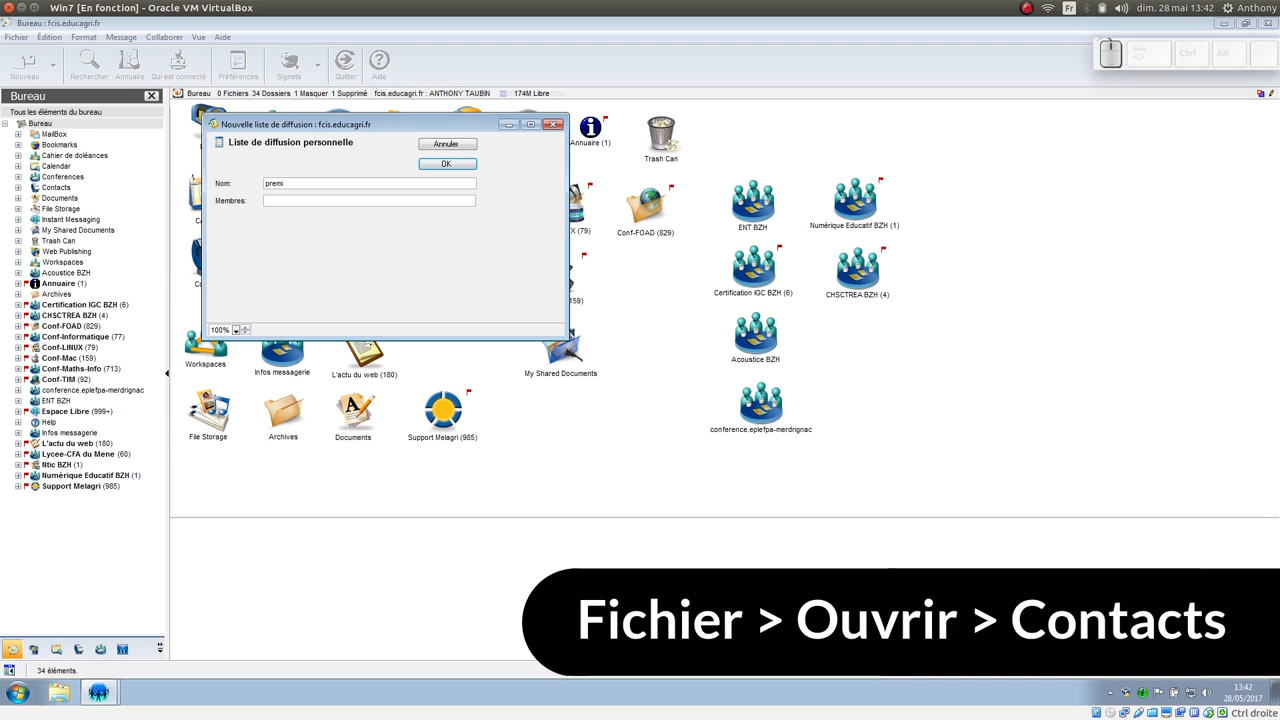 Win7 [En fonction] - Oracle VM VirtualBox
Fr
dim. 28 mai 13:42
Anthony
Bureau : fcis.educagri.fr
Fichier Édition Format Message Collaborer Vue Aide
Nouveau Rechercher Annuaire Qui est connecté Préférences Signets Quitter Aide
Ctrl Alt
Bureau
Bureau 0 Fichiers 34 Dossiers 1 Masquer 1 Supprimé fcis.educagri.fr : ANTHONY TAUBIN 174M Libre
Tous les éléments du bureau
Bureau
MailBox
Bookmarks
Cahier de doléances
Calendar
Conferences
Contacts
Documents
File Storage
Instant Messaging
My Shared Documents
Trash Can
Web Publishing
Workspaces
Acoustice BZH
Annuaire (1)
Archives
Certification IGC BZH (6)
CHSCTREA BZH (4)
Conf-FOAD (829)
Conf-Informatique (77)
Conf-LINUX (79)
Conf-Mac (159)
Conf-Maths-Info (713)
Conf-TIM (92)
conference.eplefpa-merdrignac
ENT BZH
Espace Libre (999+)
Help
Infos messagerie
L'actu du web (180)
Lycee-CFA du Mene (60)
Ntic BZH (1)
Numérique Educatif BZH (1)
Support Melagri (985)
Nouvelle liste de diffusion : fcis.educagri.fr
Liste de diffusion personnelle
Annuler
OK
Nom: premi
Membres:
100%
Annuaire (1)
Trash Can
X (79)
Conf-FOAD (829)
ENT BZH
Numérique Educatif BZH (1)
Certification IGC BZH (6)
CHSCTREA BZH (4)
159)
Acoustice BZH
Workspaces
Infos messagerie
L'actu du web (180)
My Shared Documents
conference.eplefpa-merdrignac
File Storage
Archives
Documents
Support Melagri (985)
Fichier > Ouvrir > Contacts
34 éléments.
13:42
28/05/2017
Ctrl droite